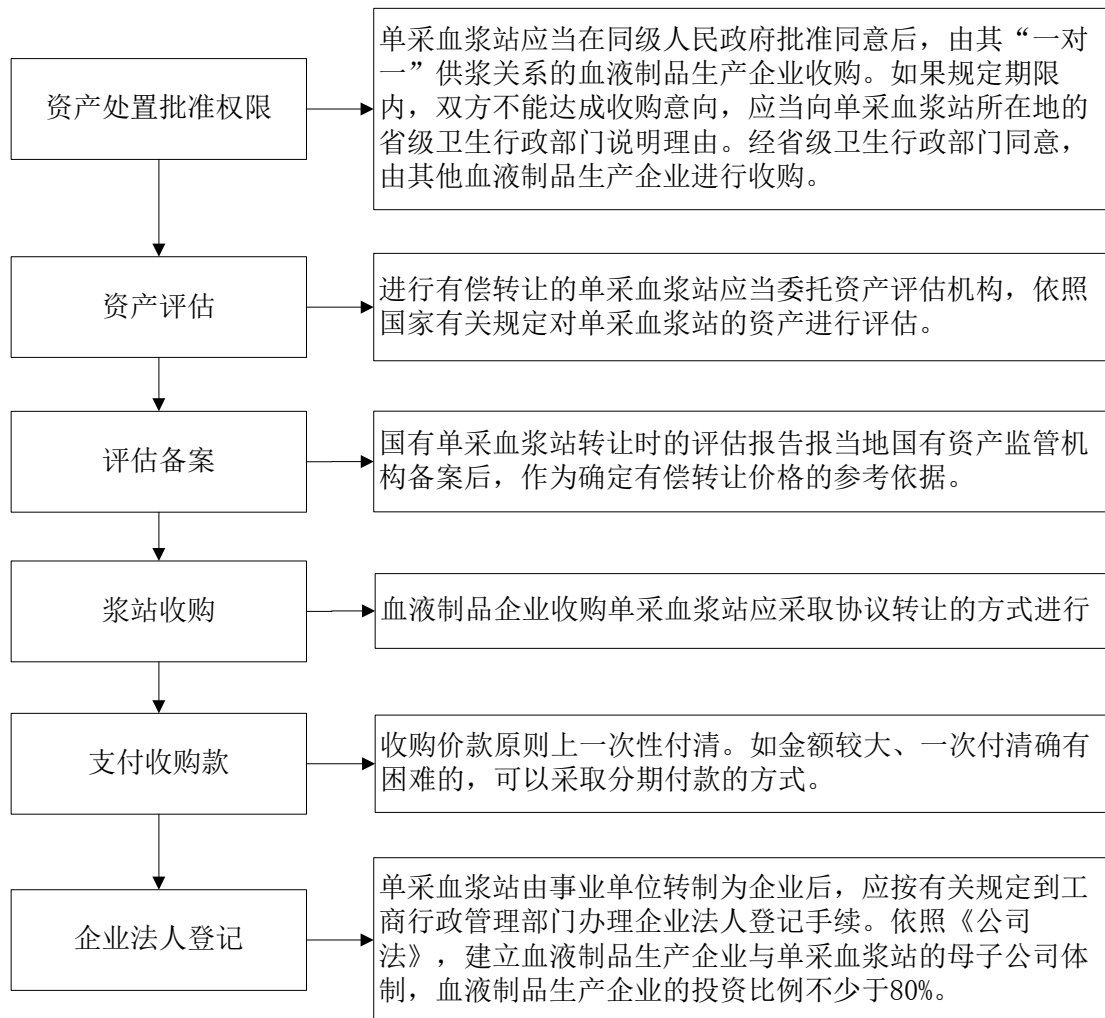 资产处置批准权限
单采血浆站应当在同级人民政府批准同意后，由其“一对
一”供浆关系的血液制品生产企业收购。如果规定期限
内，双方不能达成收购意向，应当向单采血浆站所在地的
省级卫生行政部门说明理由。经省级卫生行政部门同意，
由其他血液制品生产企业进行收购。
资产评估
进行有偿转让的单采血浆站应当委托资产评估机构，依照
国家有关规定对单采血浆站的资产进行评估。
评估备案
国有单采血浆站转让时的评估报告报当地国有资产监管机
构备案后，作为确定有偿转让价格的参考依据。
浆站收购
血液制品企业收购单采血浆站应采取协议转让的方式进行
支付收购款
收购价款原则上一次性付清。如金额较大、一次付清确有
困难的，可以采取分期付款的方式。
企业法人登记
单采血浆站由事业单位转制为企业后，应按有关规定到工
商行政管理部门办理企业法人登记手续。依照《公司
法》，建立血液制品生产企业与单采血浆站的母子公司体
制，血液制品生产企业的投资比例不少于80%。